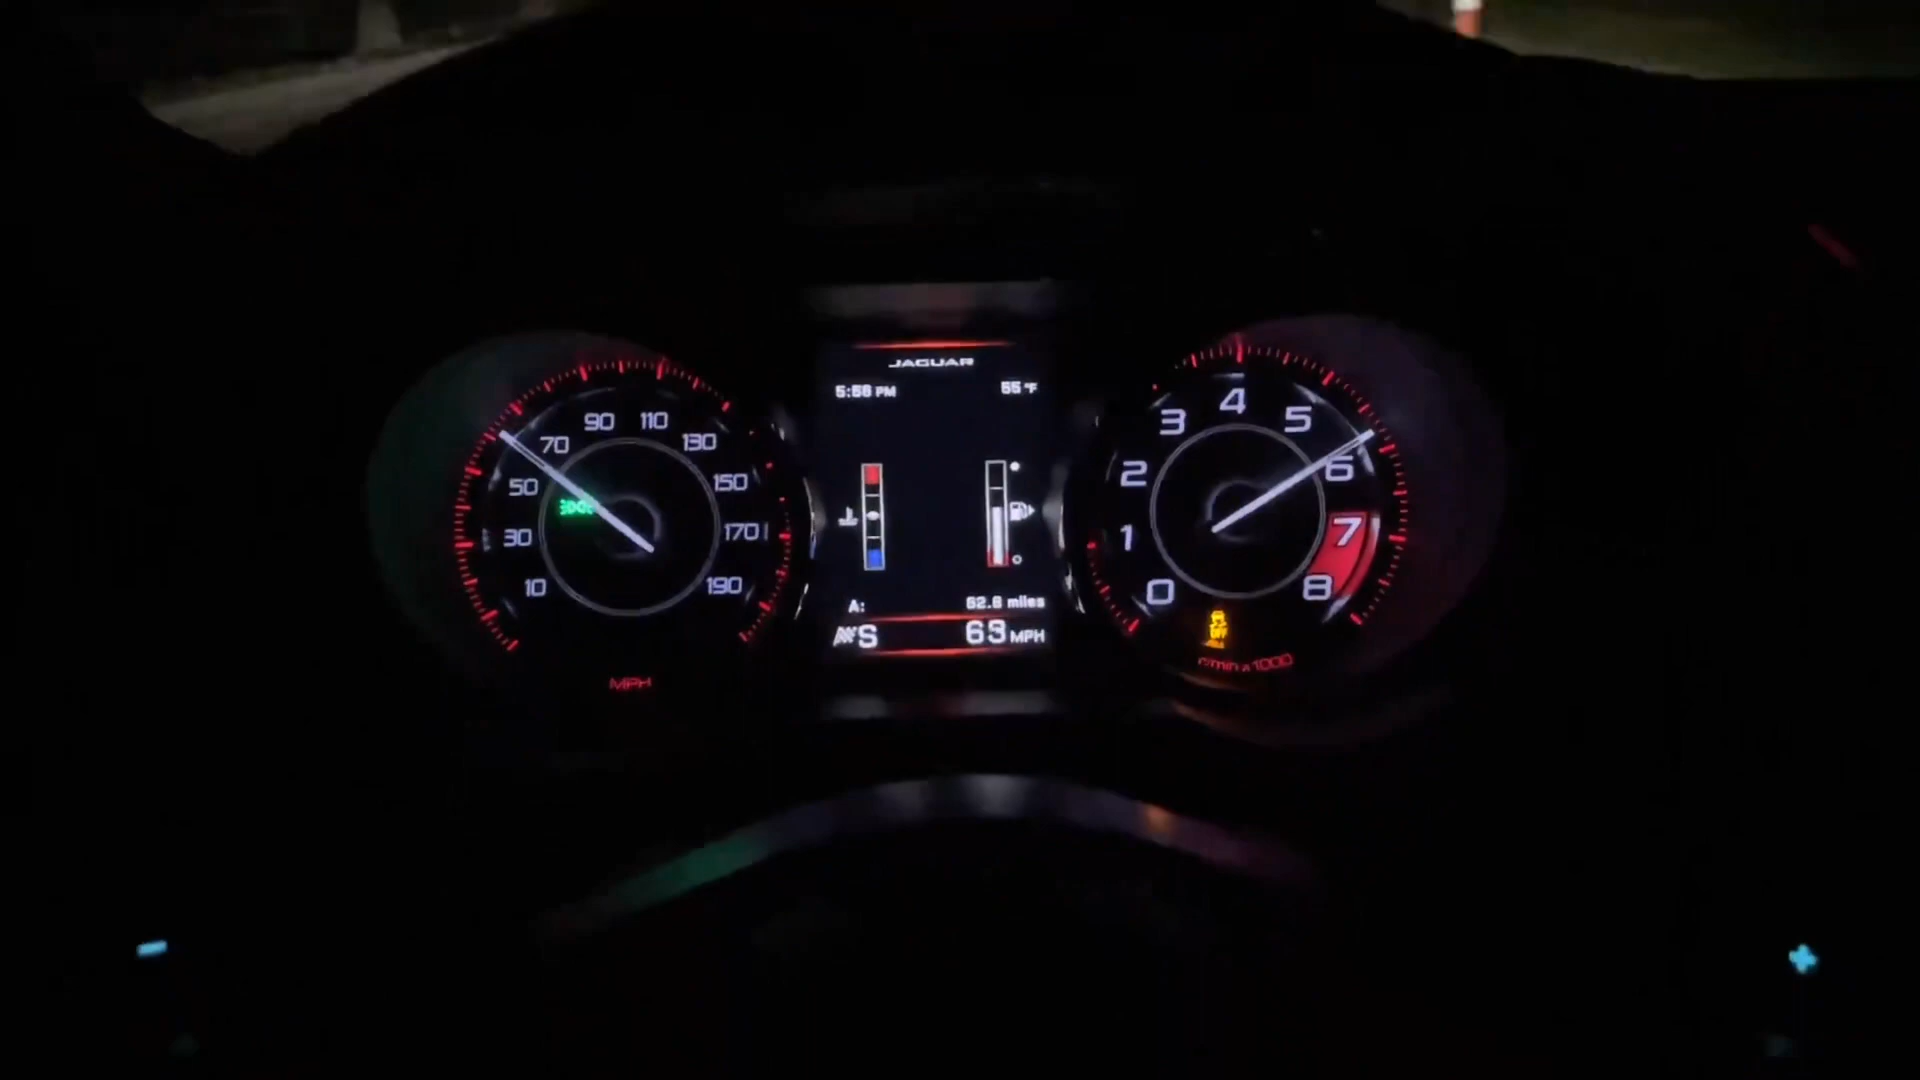 JAGUAR
5:56 PM 55 °F
10 30 50 70 90 110 130 150 170 190
MPH
A: 62.6 miles
S 63 MPH
0 1 2 3 4 5 6 7 8
OFF
r/min x 1000